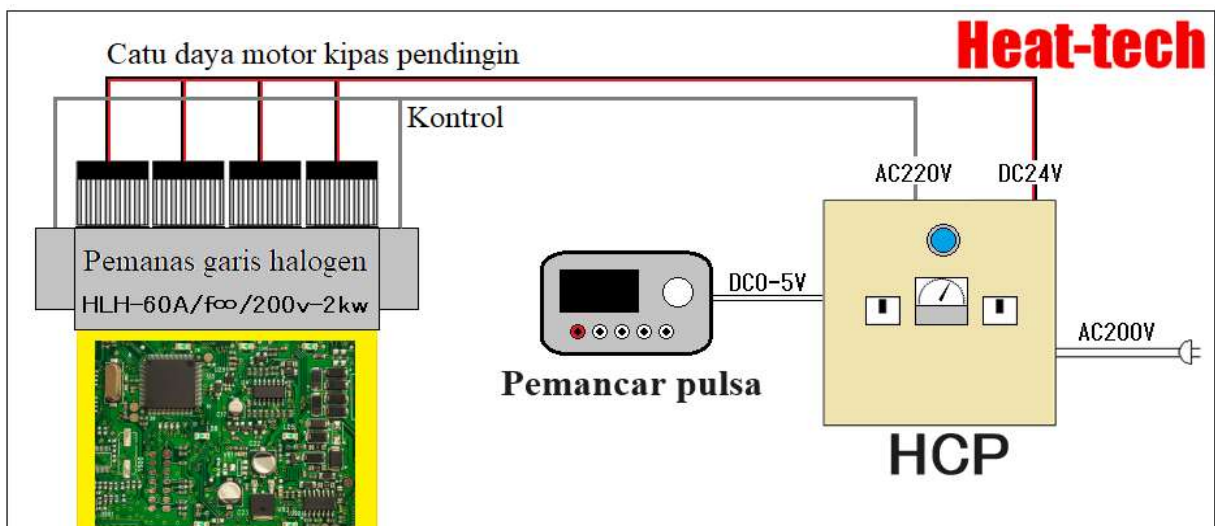 Heat-tech
Catu daya motor kipas pendingin
Kontrol
AC220V
DC24V
Pemanas garis halogen
HLH-60A/f∞/200v-2kw
DC0-5V
AC200V
Pemancar pulsa
HCP